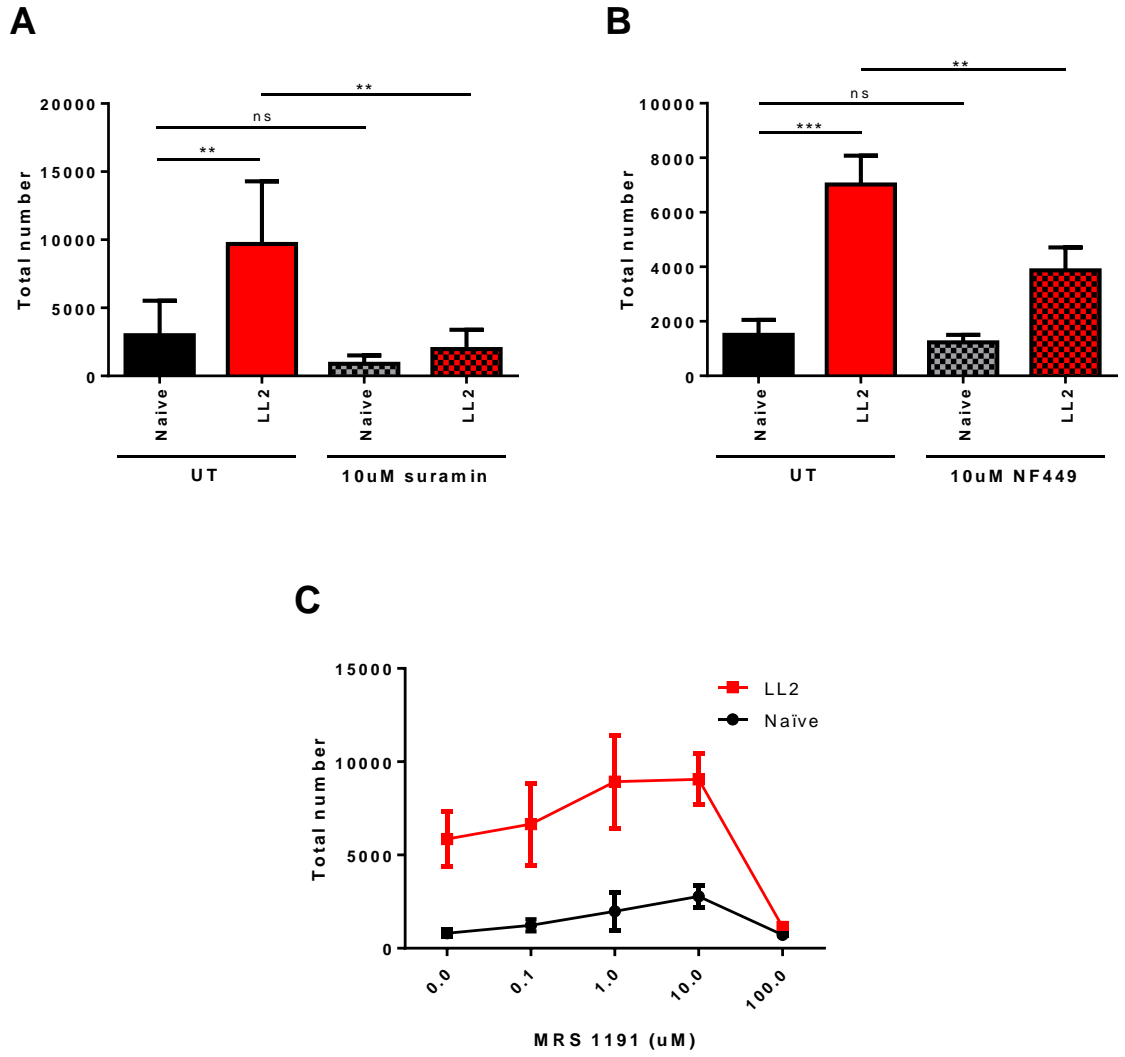 A
Total number
20000
15000
10000
5000
0
**
ns
**
Naive
LL2
Naive
LL2
UT
10uM suramin
B
Total number
10000
8000
6000
4000
2000
0
**
ns
***
Naive
LL2
Naive
LL2
UT
10uM NF449
C
Total number
15000
10000
5000
0
LL2
Naïve
0.0
0.1
1.0
10.0
100.0
MRS 1191 (uM)